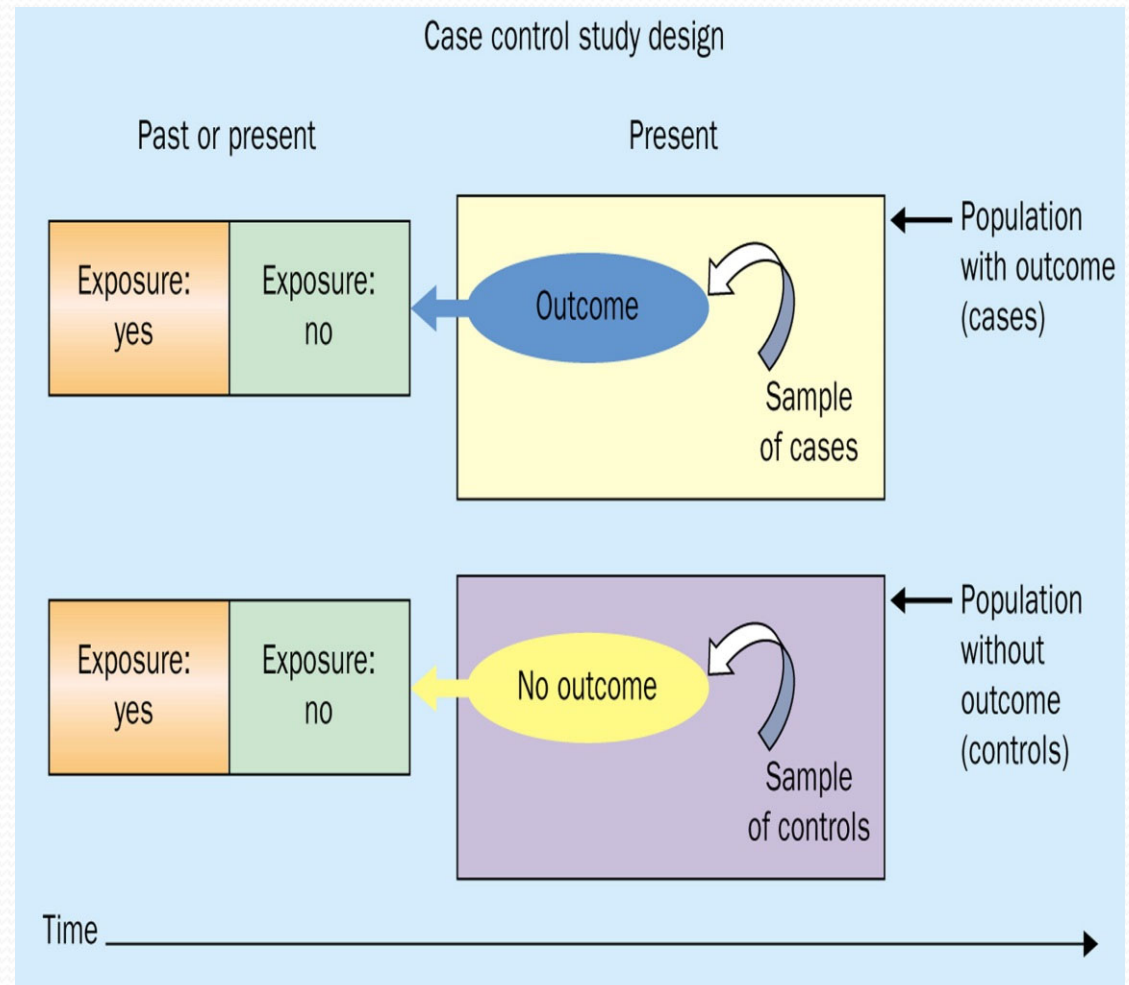 Case control study design
Past or present
Present
Exposure:
yes
Exposure:
no
Outcome
Sample
of cases
Population
with outcome
(cases)
Exposure:
yes
Exposure:
no
No outcome
Sample
of controls
Population
without
outcome
(controls)
Time